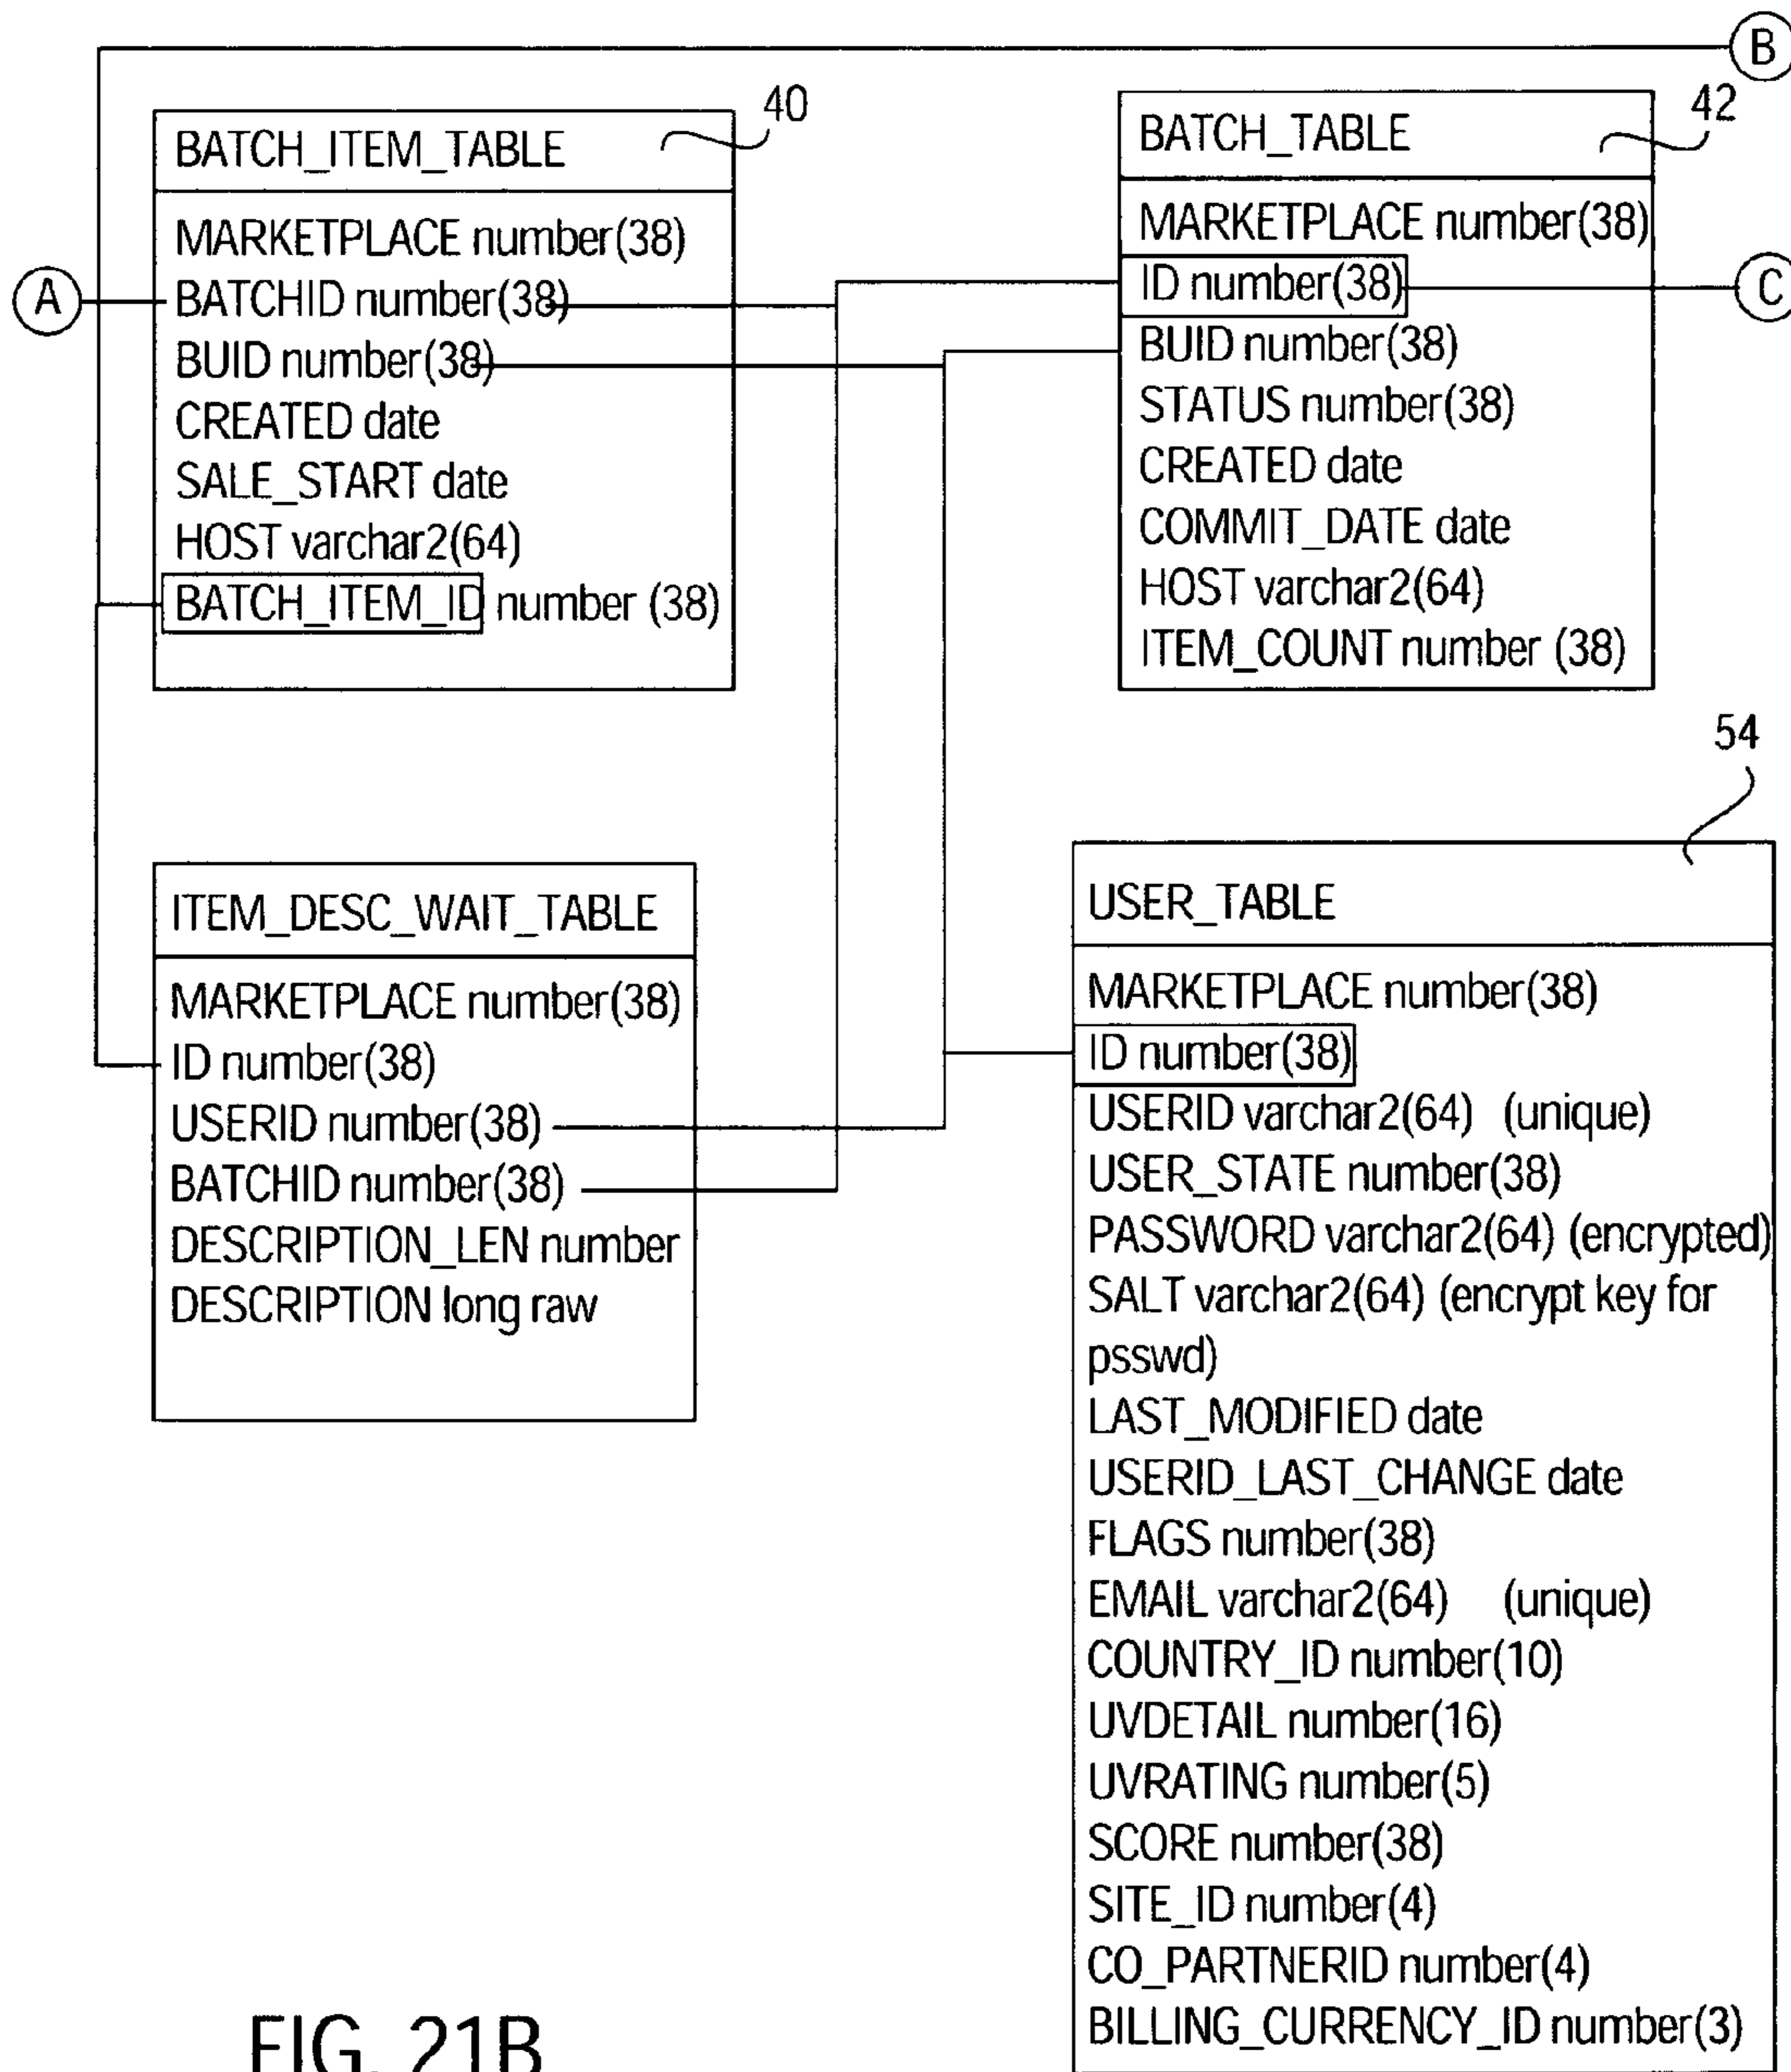 B
40
BATCH_ITEM_TABLE
MARKETPLACE number(38)
A
BATCHID number(38)
BUID number(38)
CREATED date
SALE_START date
HOST varchar2(64)
BATCH_ITEM_ID number (38)
42
BATCH_TABLE
MARKETPLACE number(38)
ID number(38)
C
BUID number(38)
STATUS number(38)
CREATED date
COMMIT_DATE date
HOST varchar2(64)
ITEM_COUNT number (38)
ITEM_DESC_WAIT_TABLE
MARKETPLACE number(38)
ID number(38)
USERID number(38)
BATCHID number(38)
DESCRIPTION_LEN number
DESCRIPTION long raw
54
USER_TABLE
MARKETPLACE number(38)
ID number(38)
USERID varchar2(64) (unique)
USER_STATE number(38)
PASSWORD varchar2(64) (encrypted)
SALT varchar2(64) (encrypt key for
psswd)
LAST_MODIFIED date
USERID_LAST_CHANGE date
FLAGS number(38)
EMAIL varchar2(64) (unique)
COUNTRY_ID number(10)
UVDETAIL number(16)
UVRATING number(5)
SCORE number(38)
SITE_ID number(4)
CO_PARTNERID number(4)
BILLING_CURRENCY_ID number(3)
FIG. 21B